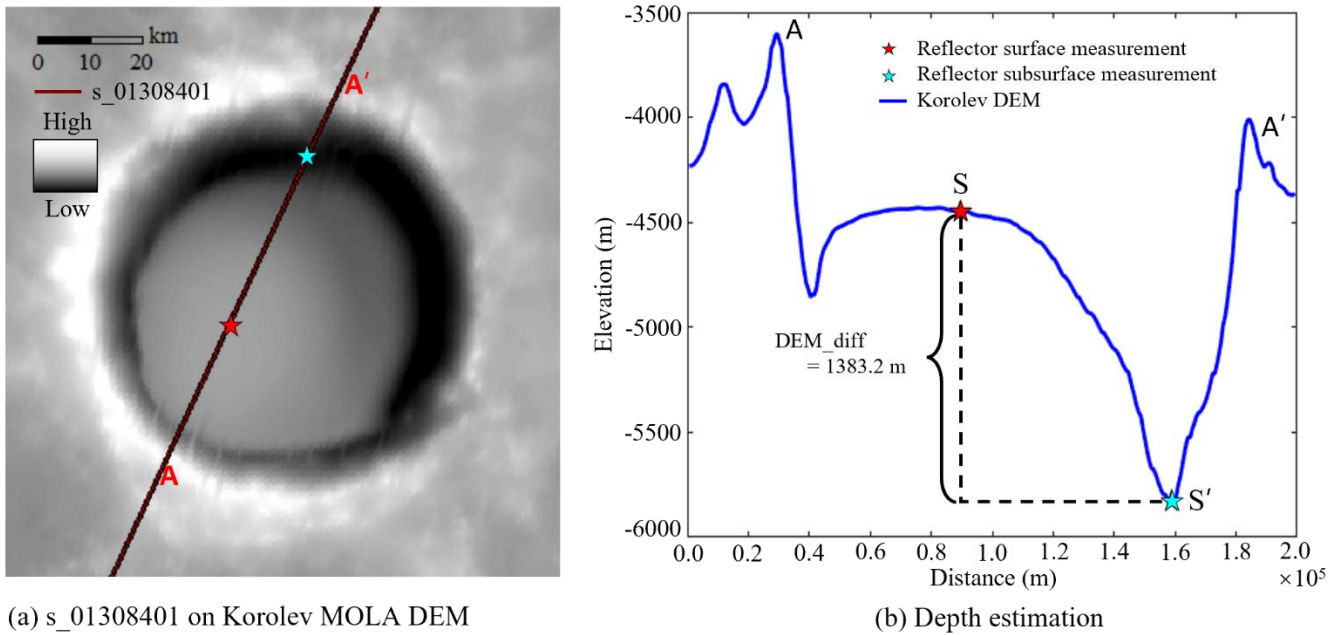 km
0 10 20
s_01308401
High
Low
A'
A
(a) s_01308401 on Korolev MOLA DEM
-3500
-4000
-4500
-5000
-5500
-6000
Elevation (m)
A
Reflector surface measurement
Reflector subsurface measurement
Korolev DEM
A'
S
DEM_diff
= 1383.2 m
S'
0.0 0.2 0.4 0.6 0.8 1.0 1.2 1.4 1.6 1.8 2.0
Distance (m)
×10⁵
(b) Depth estimation